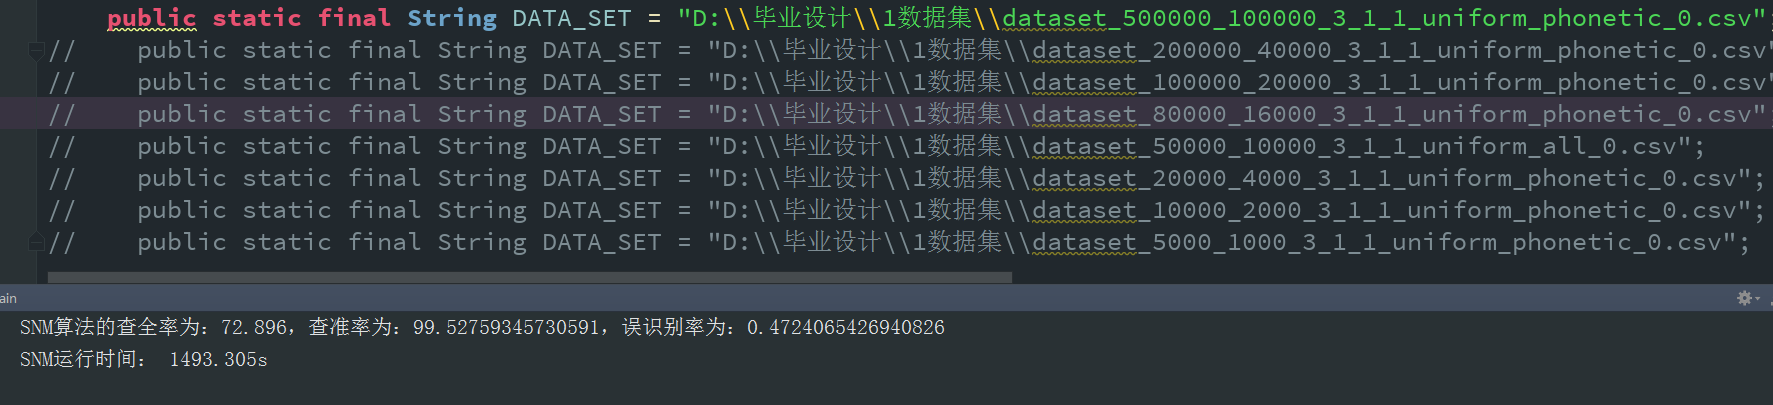 public static final String DATA_SET = "D:\\毕业设计\\1数据集\\dataset_500000_100000_3_1_1_uniform_phonetic_0.csv";
//    public static final String DATA_SET = "D:\\毕业设计\\1数据集\\dataset_200000_40000_3_1_1_uniform_phonetic_0.csv"
//    public static final String DATA_SET = "D:\\毕业设计\\1数据集\\dataset_100000_20000_3_1_1_uniform_phonetic_0.csv"
//    public static final String DATA_SET = "D:\\毕业设计\\1数据集\\dataset_80000_16000_3_1_1_uniform_phonetic_0.csv";
//    public static final String DATA_SET = "D:\\毕业设计\\1数据集\\dataset_50000_10000_3_1_1_uniform_all_0.csv";
//    public static final String DATA_SET = "D:\\毕业设计\\1数据集\\dataset_20000_4000_3_1_1_uniform_phonetic_0.csv";
//    public static final String DATA_SET = "D:\\毕业设计\\1数据集\\dataset_10000_2000_3_1_1_uniform_phonetic_0.csv";
//    public static final String DATA_SET = "D:\\毕业设计\\1数据集\\dataset_5000_1000_3_1_1_uniform_phonetic_0.csv";
ain
SNM算法的查全率为：72.896，查准率为：99.52759345730591，误识别率为：0.4724065426940826
SNM运行时间： 1493.305s